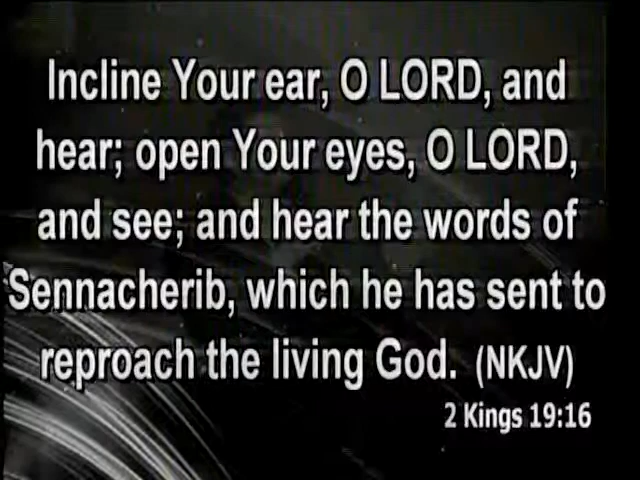 Incline Your ear, O LORD, and
hear; open Your eyes, O LORD,
and see; and hear the words of
Sennacherib, which he has sent to
reproach the living God. (NKJV)
2 Kings 19:16